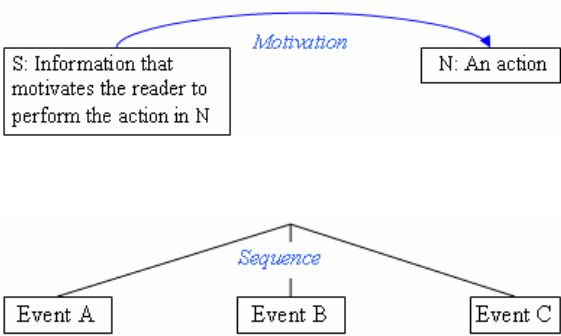 Motivation
S: Information that
motivates the reader to
perform the action in N
N: An action
Sequence
Event A
Event B
Event C